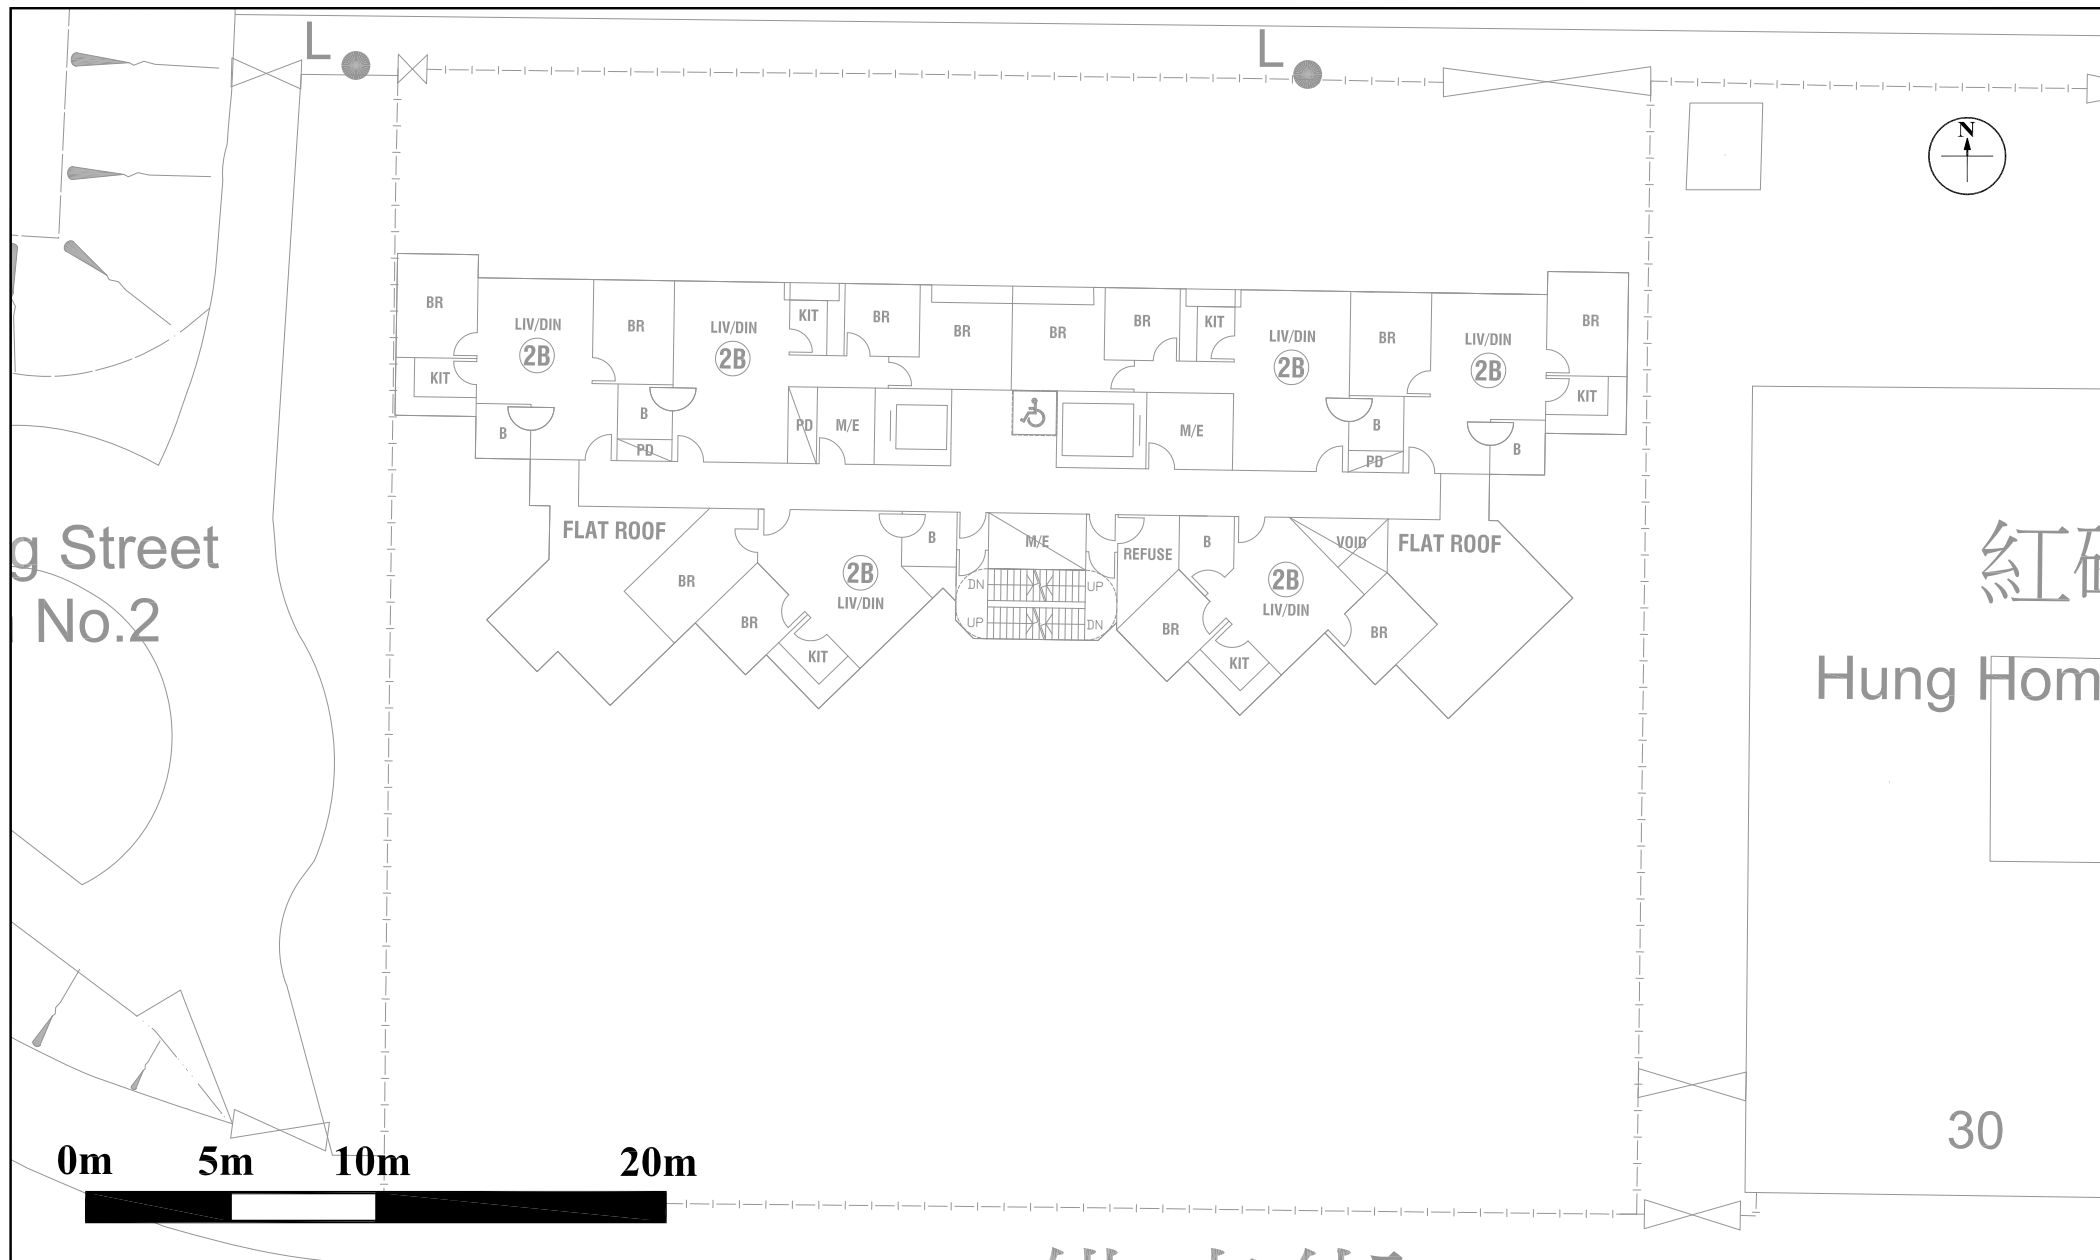 L
L
N
BR
LIV/DIN
2B
BR
LIV/DIN
2B
KIT
BR
BR
BR
BR
KIT
LIV/DIN
2B
BR
LIV/DIN
2B
BR
KIT
B
B
PD
PD
M/E
M/E
B
PD
B
KIT
g Street
No.2
FLAT ROOF
BR
BR
2B
LIV/DIN
KIT
B
M/E
DN
UP
UP
DN
REFUSE
B
BR
2B
LIV/DIN
KIT
VOID
BR
FLAT ROOF
紅
Hung Hom
30
0m 5m 10m 20m